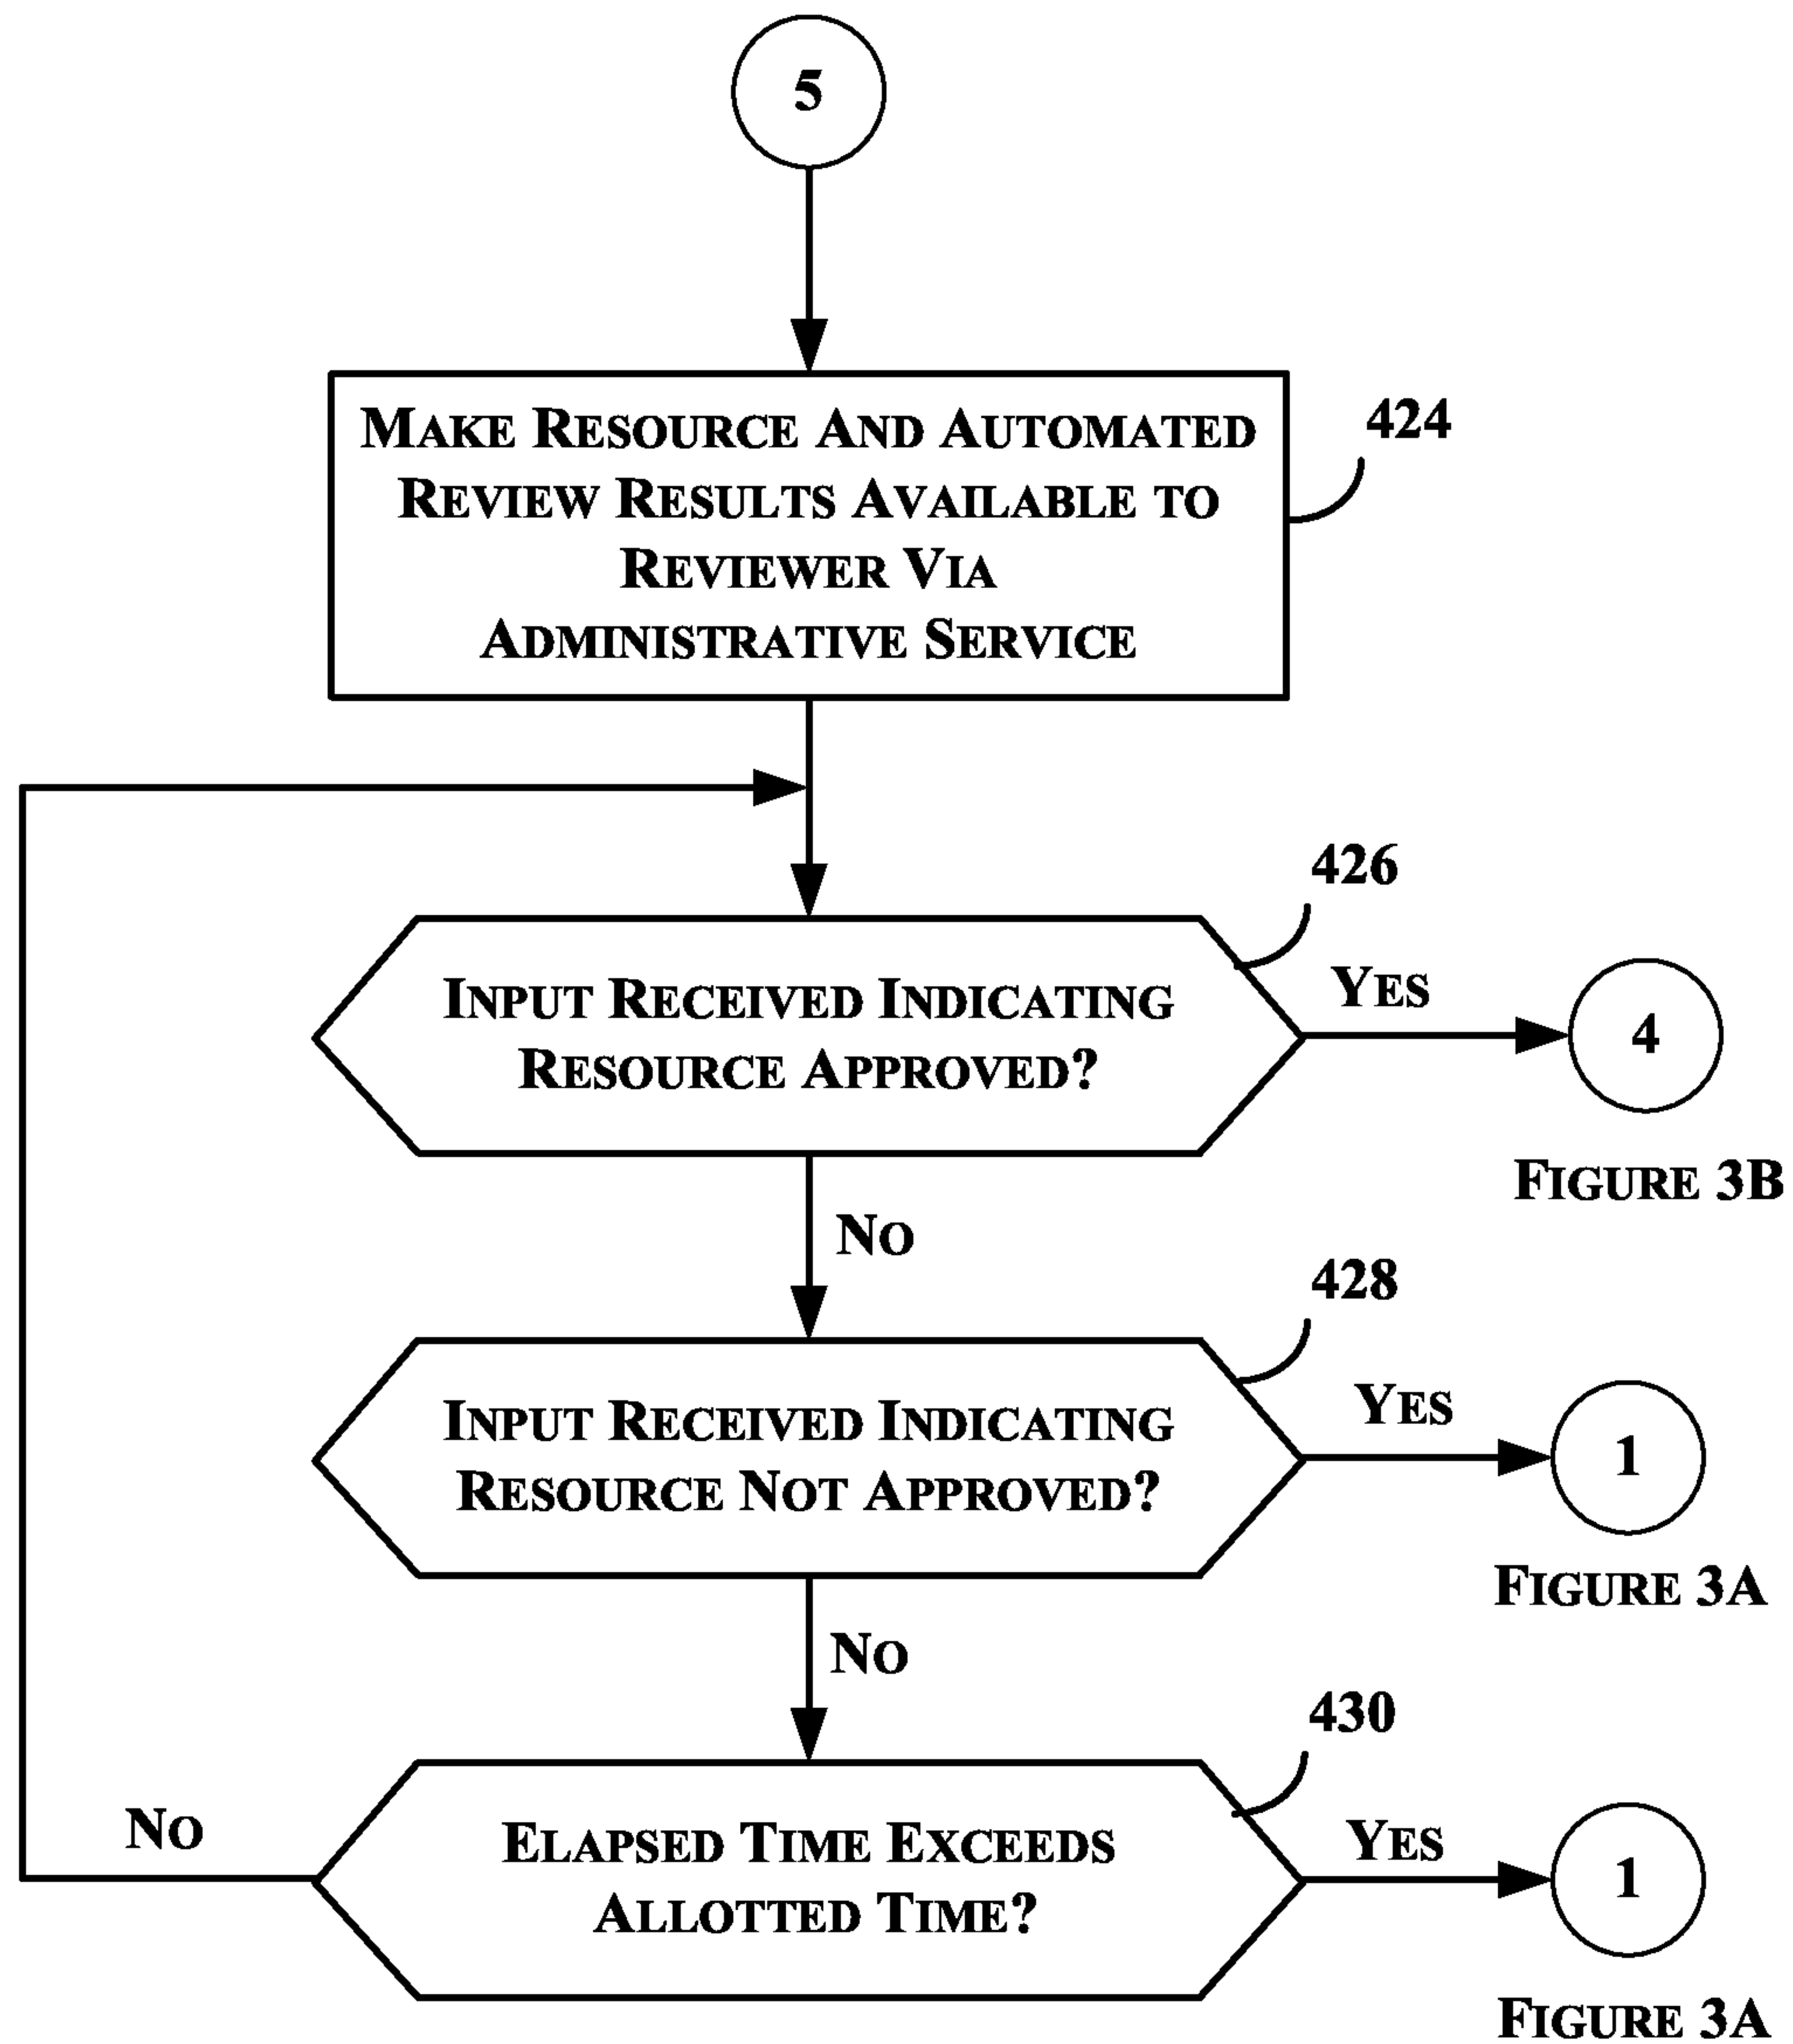 5
MAKE RESOURCE AND AUTOMATED
REVIEW RESULTS AVAILABLE TO
REVIEWER VIA
ADMINISTRATIVE SERVICE
424
426
INPUT RECEIVED INDICATING
RESOURCE APPROVED?
YES
4
FIGURE 3B
NO
428
INPUT RECEIVED INDICATING
RESOURCE NOT APPROVED?
YES
1
FIGURE 3A
NO
430
ELAPSED TIME EXCEEDS
ALLOTTED TIME?
YES
1
FIGURE 3A
NO